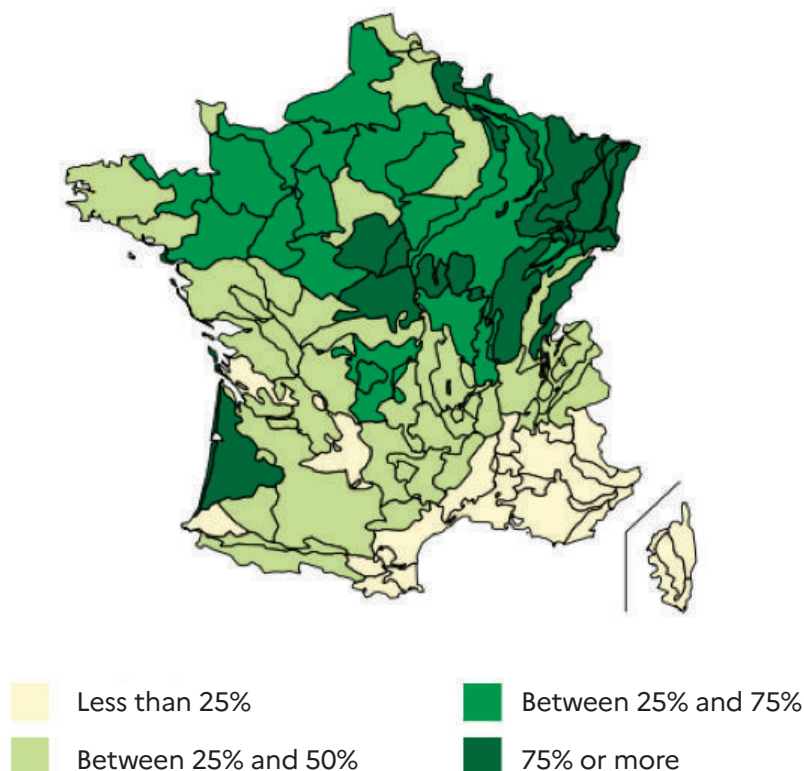 Less than 25%
Between 25% and 50%
Between 25% and 75%
75% or more